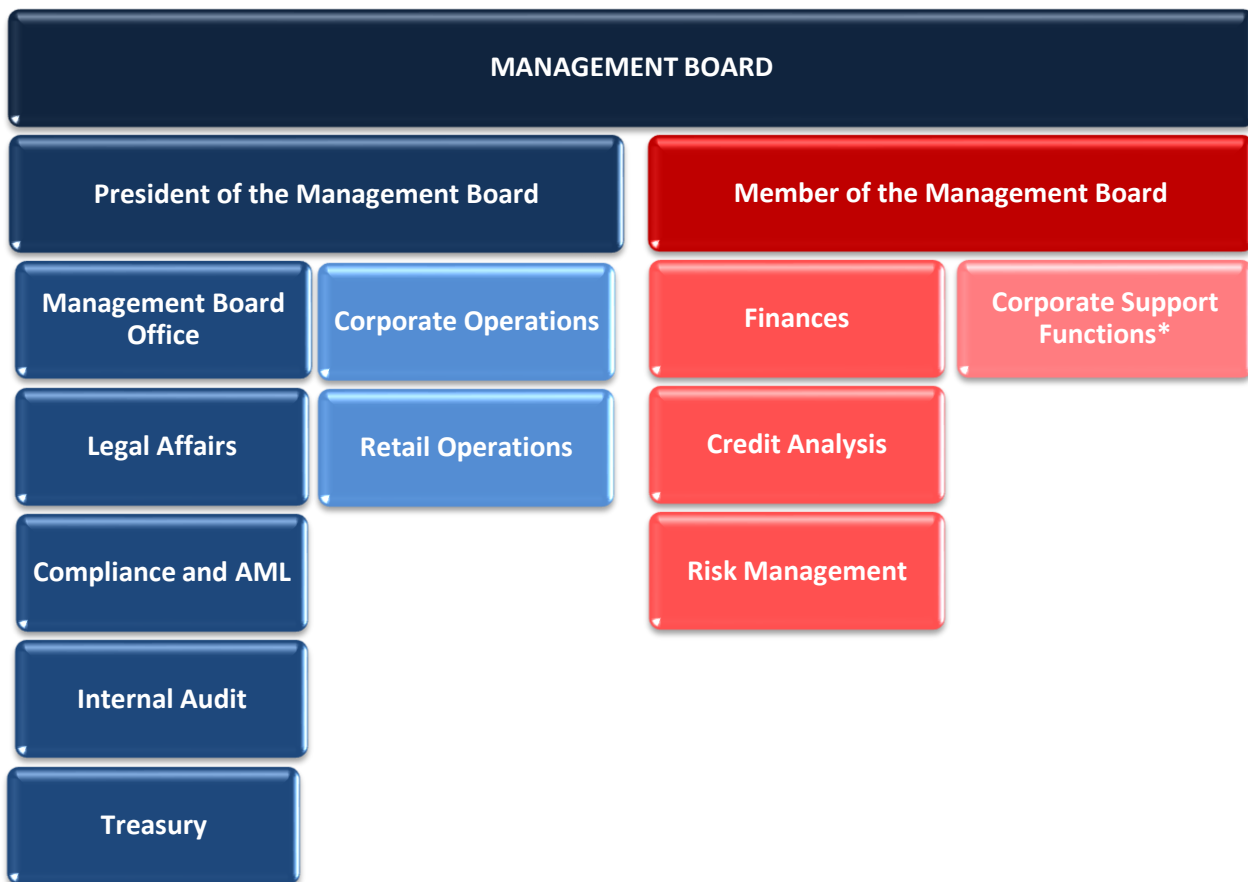 MANAGEMENT BOARD
President of the Management Board
Member of the Management Board
Management Board
Office
Corporate Operations
Finances
Corporate Support
Functions*
Legal Affairs
Retail Operations
Credit Analysis
Compliance and AML
Risk Management
Internal Audit
Treasury